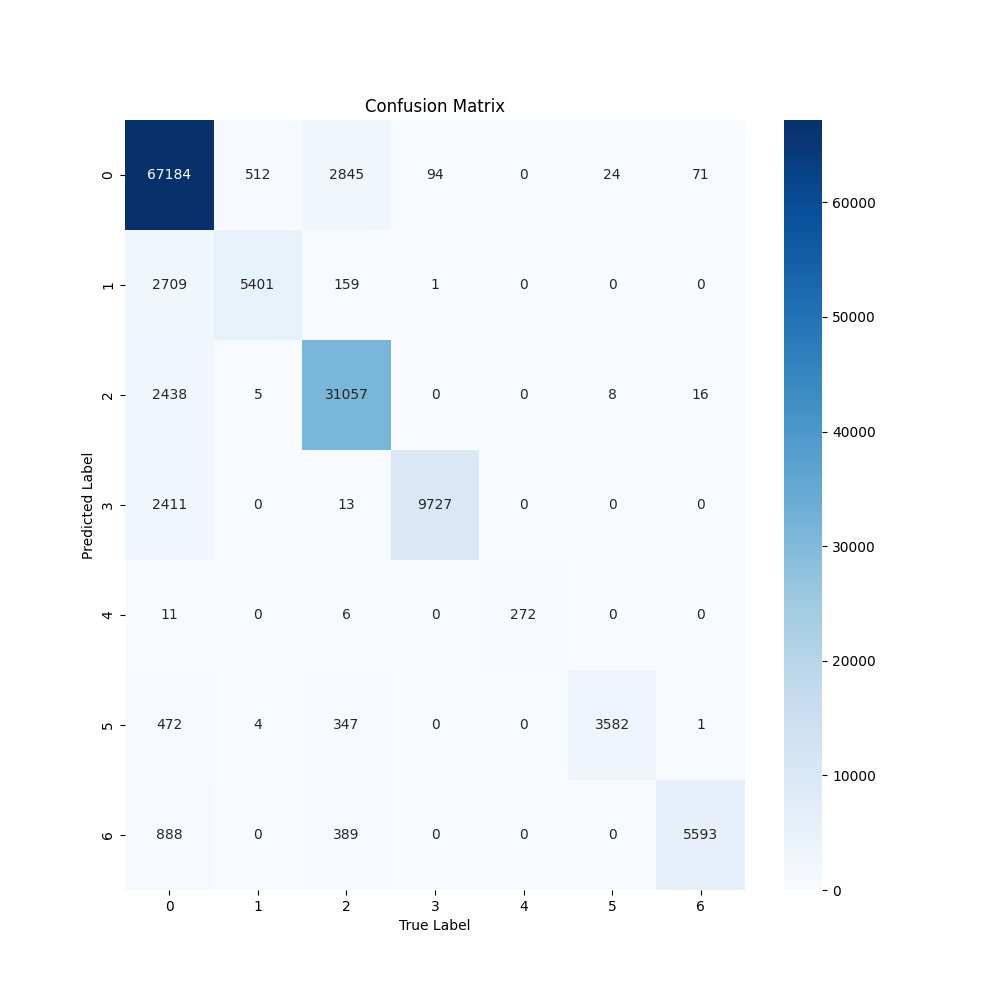 Confusion Matrix
0 67184 512 2845 94 0 24 71
1 2709 5401 159 1 0 0 0
2 2438 5 31057 0 0 8 16
3 2411 0 13 9727 0 0 0
4 11 0 6 0 272 0 0
5 472 4 347 0 0 3582 1
6 888 0 389 0 0 0 5593
0 1 2 3 4 5 6
True Label
Predicted Label
60000
50000
40000
30000
20000
10000
0